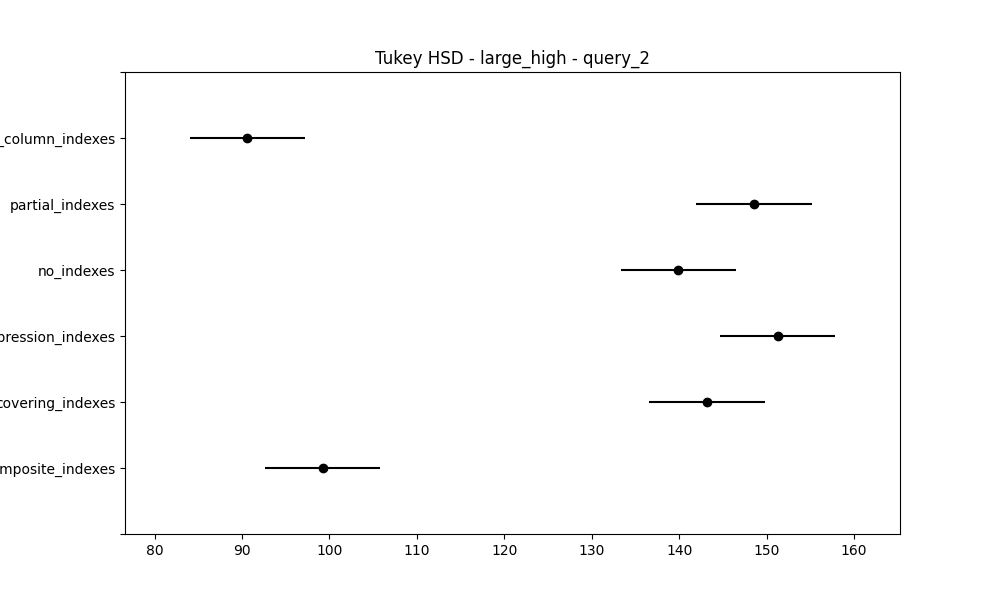 Tukey HSD - large_high - query_2
_column_indexes
partial_indexes
no_indexes
pression_indexes
covering_indexes
mposite_indexes
80 90 100 110 120 130 140 150 160